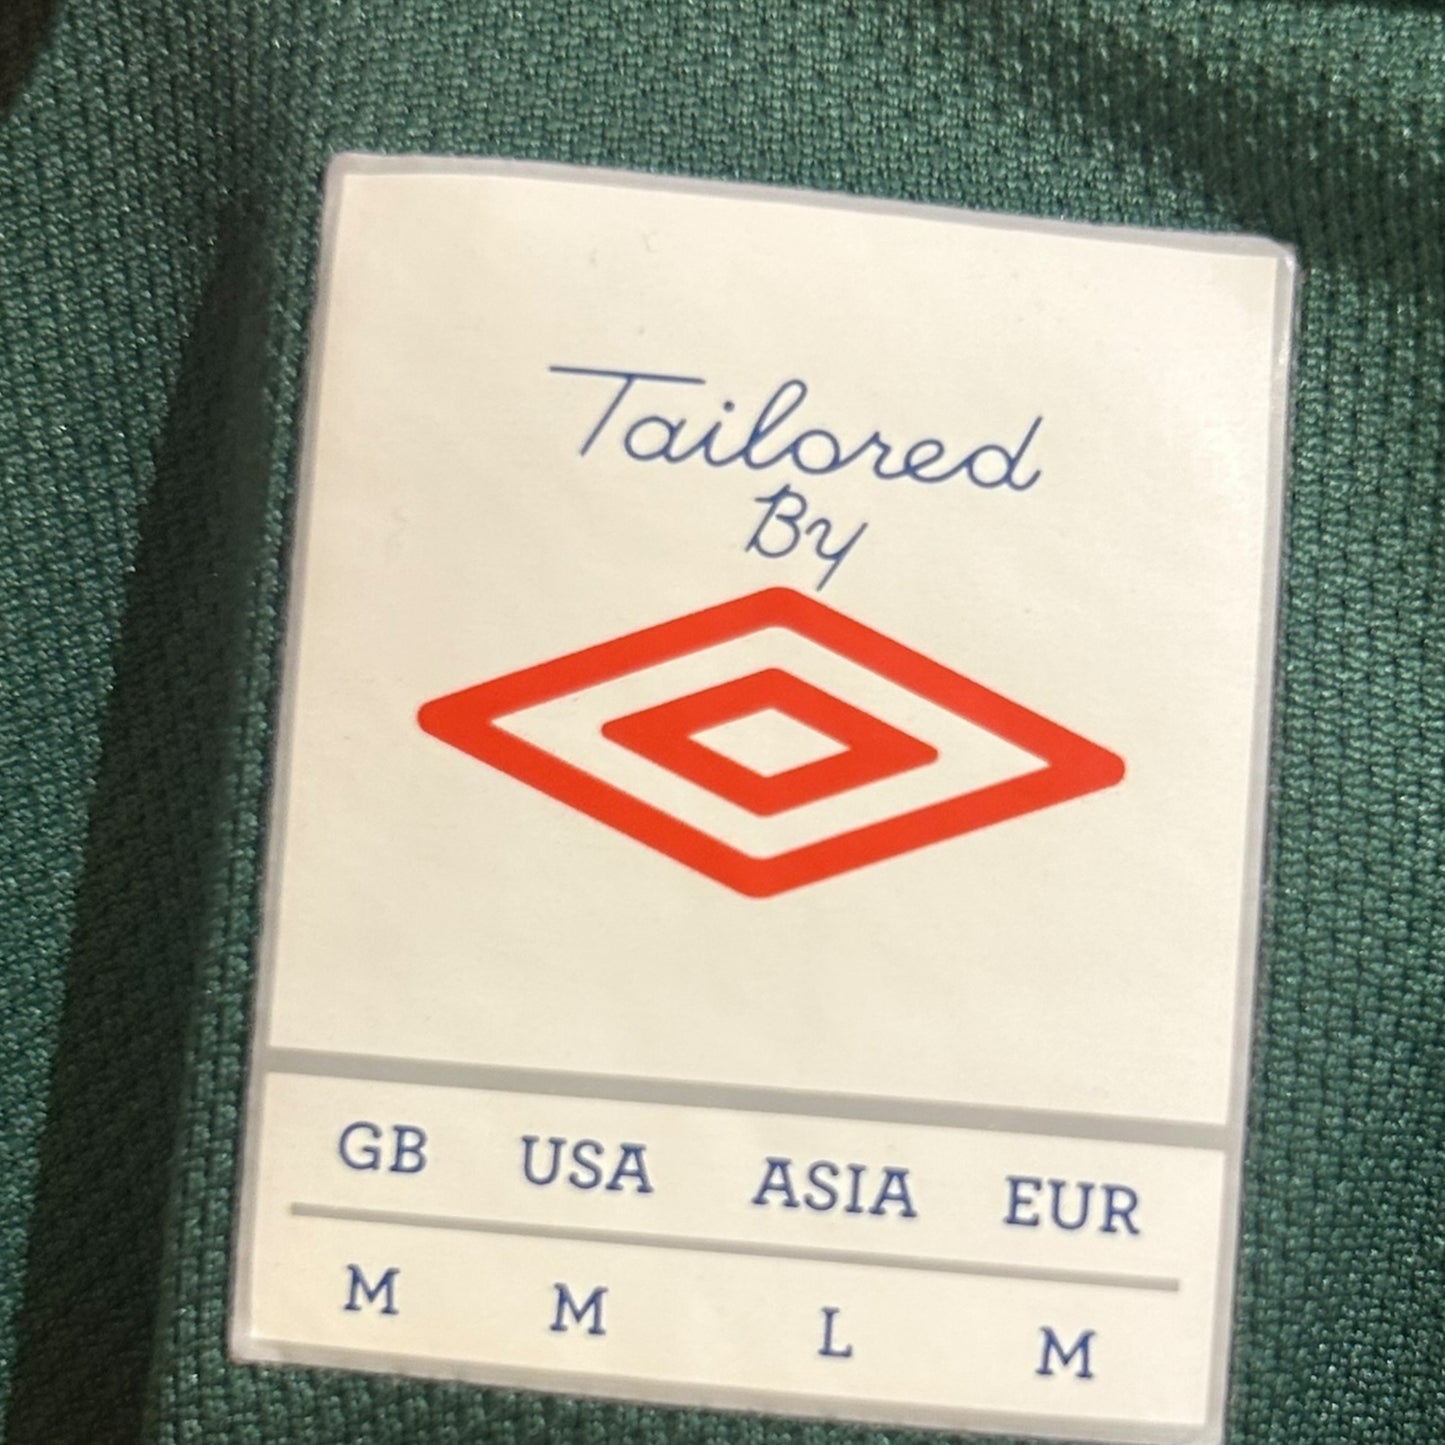 Tailored
By
GB USA ASIA EUR
M M L M